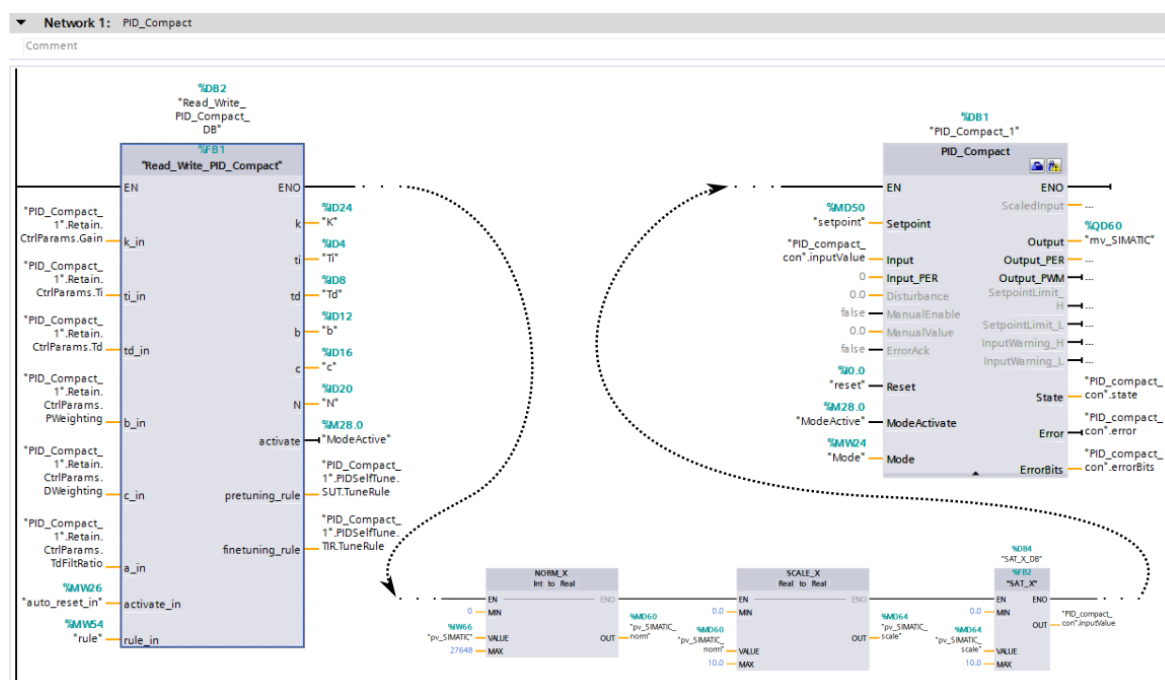 Network 1: PID_Compact
Comment
%DB2
"Read_Write_
PID_Compact_
DB"
%FB1
"Read_Write_PID_Compact"
EN
ENO
"PID_Compact_
1".Retain.
CtrlParams.Gain
k_in
"PID_Compact_
1".Retain.
CtrlParams.Ti
ti_in
"PID_Compact_
1".Retain.
CtrlParams.Td
td_in
"PID_Compact_
1".Retain.
CtrlParams.
PWeighting
b_in
"PID_Compact_
1".Retain.
CtrlParams.
DWeighting
c_in
"PID_Compact_
1".Retain.
CtrlParams.
TdFiltRatio
a_in
%MW26
"auto_reset_in"
activate_in
%MW54
"rule"
rule_in
k
%ID24
"K"
ti
%ID4
"Ti"
td
%ID8
"Td"
b
%ID12
"b"
c
%ID16
"c"
N
%ID20
"N"
activate
%M28.0
"ModeActive"
pretuning_rule
"PID_Compact_
1".PIDSelfTune.
SUT.TuneRule
finetuning_rule
"PID_Compact_
1".PIDSelfTune.
TIR.TuneRule
NORM_X
Int to Real
EN
ENO
0
MIN
%IW66
"pv_SIMATIC"
VALUE
27648
MAX
OUT
%MD60
"pv_SIMATIC_
norm"
SCALE_X
Real to Real
EN
ENO
0.0
MIN
%MD60
"pv_SIMATIC_
norm"
VALUE
10.0
MAX
OUT
%MD64
"pv_SIMATIC_
scale"
%DB4
"SAT_X_DB"
%FB2
"SAT_X"
EN
ENO
0.0
MIN
%MD64
"pv_SIMATIC_
scale"
VALUE
10.0
MAX
OUT
"PID_compact_
con".inputValue
%DB1
"PID_Compact_1"
PID_Compact
EN
ENO
%MD50
"setpoint"
Setpoint
"PID_compact_
con".inputValue
Input
0
Input_PER
0.0
Disturbance
false
ManualEnable
0.0
ManualValue
false
ErrorAck
%I0.0
"reset"
Reset
%M28.0
"ModeActive"
ModeActivate
%MW24
"Mode"
Mode
ScaledInput
...
Output
%QD60
"mv_SIMATIC"
Output_PER
...
Output_PWM
...
SetpointLimit_
H
...
SetpointLimit_L
...
InputWarning_H
...
InputWarning_L
...
State
"PID_compact_
con".state
Error
"PID_compact_
con".error
ErrorBits
"PID_compact_
con".errorBits